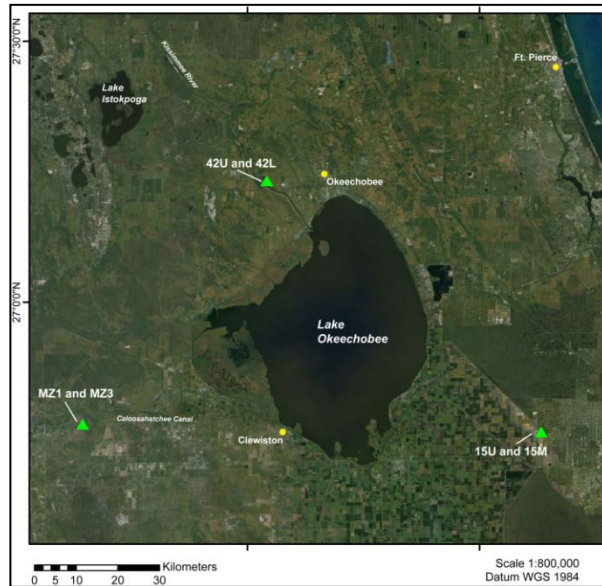 27°30'0"N
Ft. Pierce
Kissimmee River
Lake
Istokpoga
42U and 42L
Okeechobee
27°0'0"N
Lake
Okeechobee
MZ1 and MZ3
Caloosahatchee Canal
Clewiston
15U and 15M
Kilometers
0 5 10 20 30
Scale 1:800,000
Datum WGS 1984